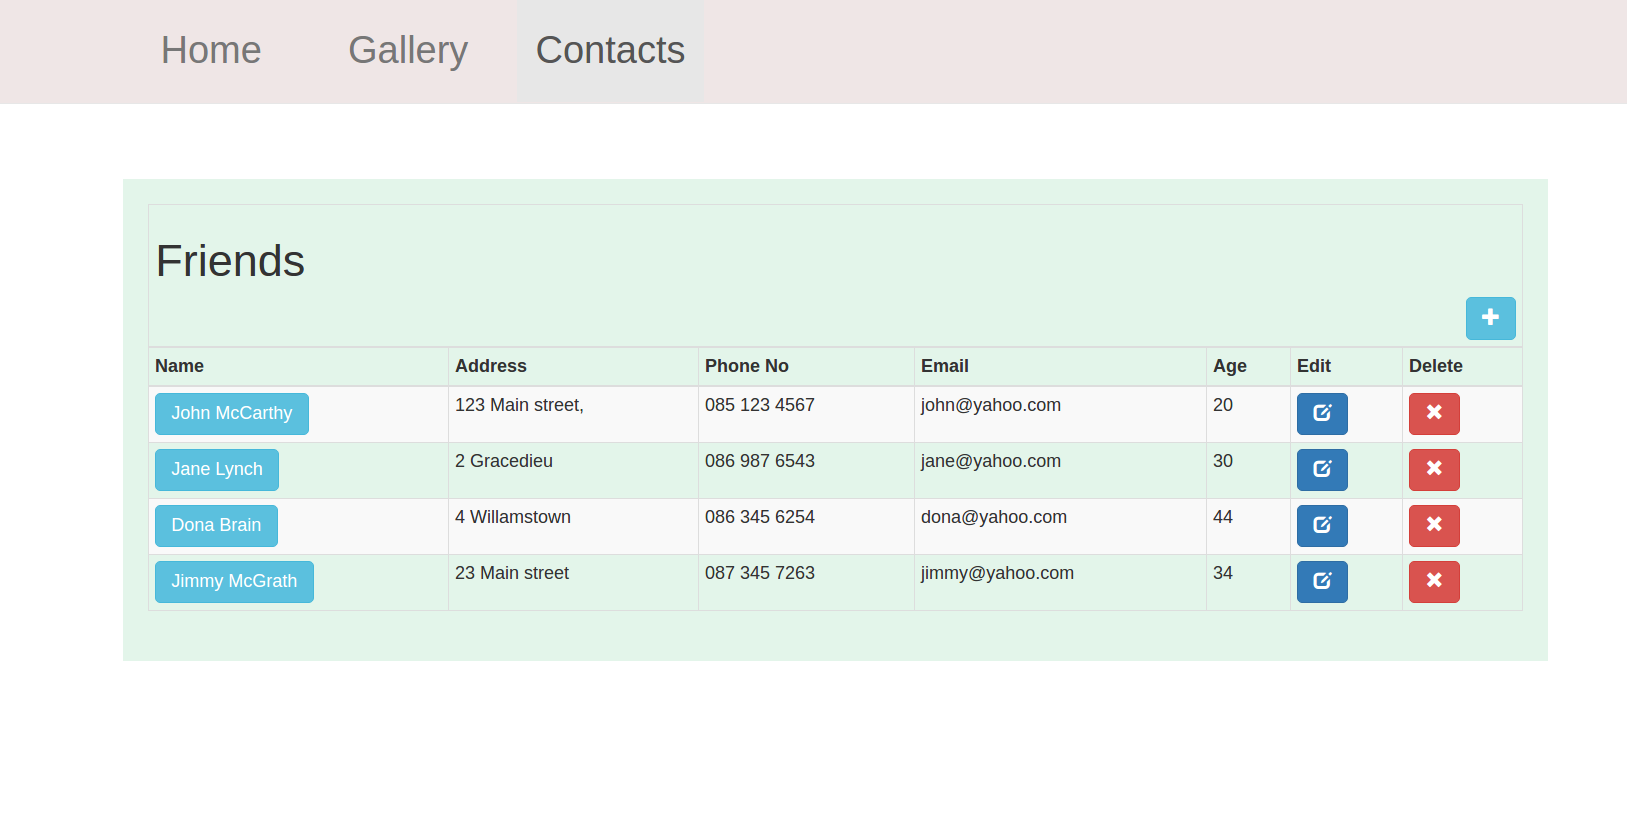 Home Gallery Contacts
Friends
Name Address Phone No Email Age Edit Delete
John McCarthy 123 Main street, 085 123 4567 john@yahoo.com 20
Jane Lynch 2 Gracedieu 086 987 6543 jane@yahoo.com 30
Dona Brain 4 Willamstown 086 345 6254 dona@yahoo.com 44
Jimmy McGrath 23 Main street 087 345 7263 jimmy@yahoo.com 34